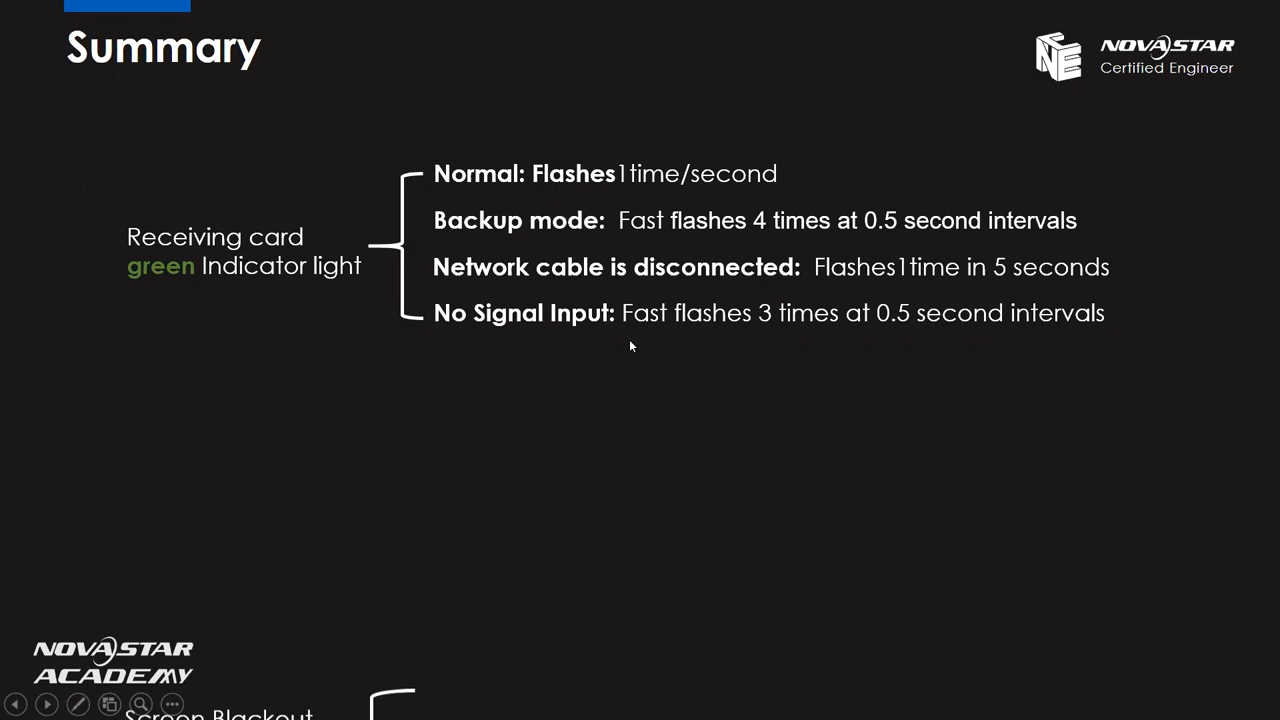 Summary
NOVASTAR
Certified Engineer
Normal: Flashes1time/second
Backup mode: Fast flashes 4 times at 0.5 second intervals
Receiving card
green Indicator light
Network cable is disconnected: Flashes1time in 5 seconds
No Signal Input: Fast flashes 3 times at 0.5 second intervals
NOVASTAR
ACADEMY
Screen Blackout